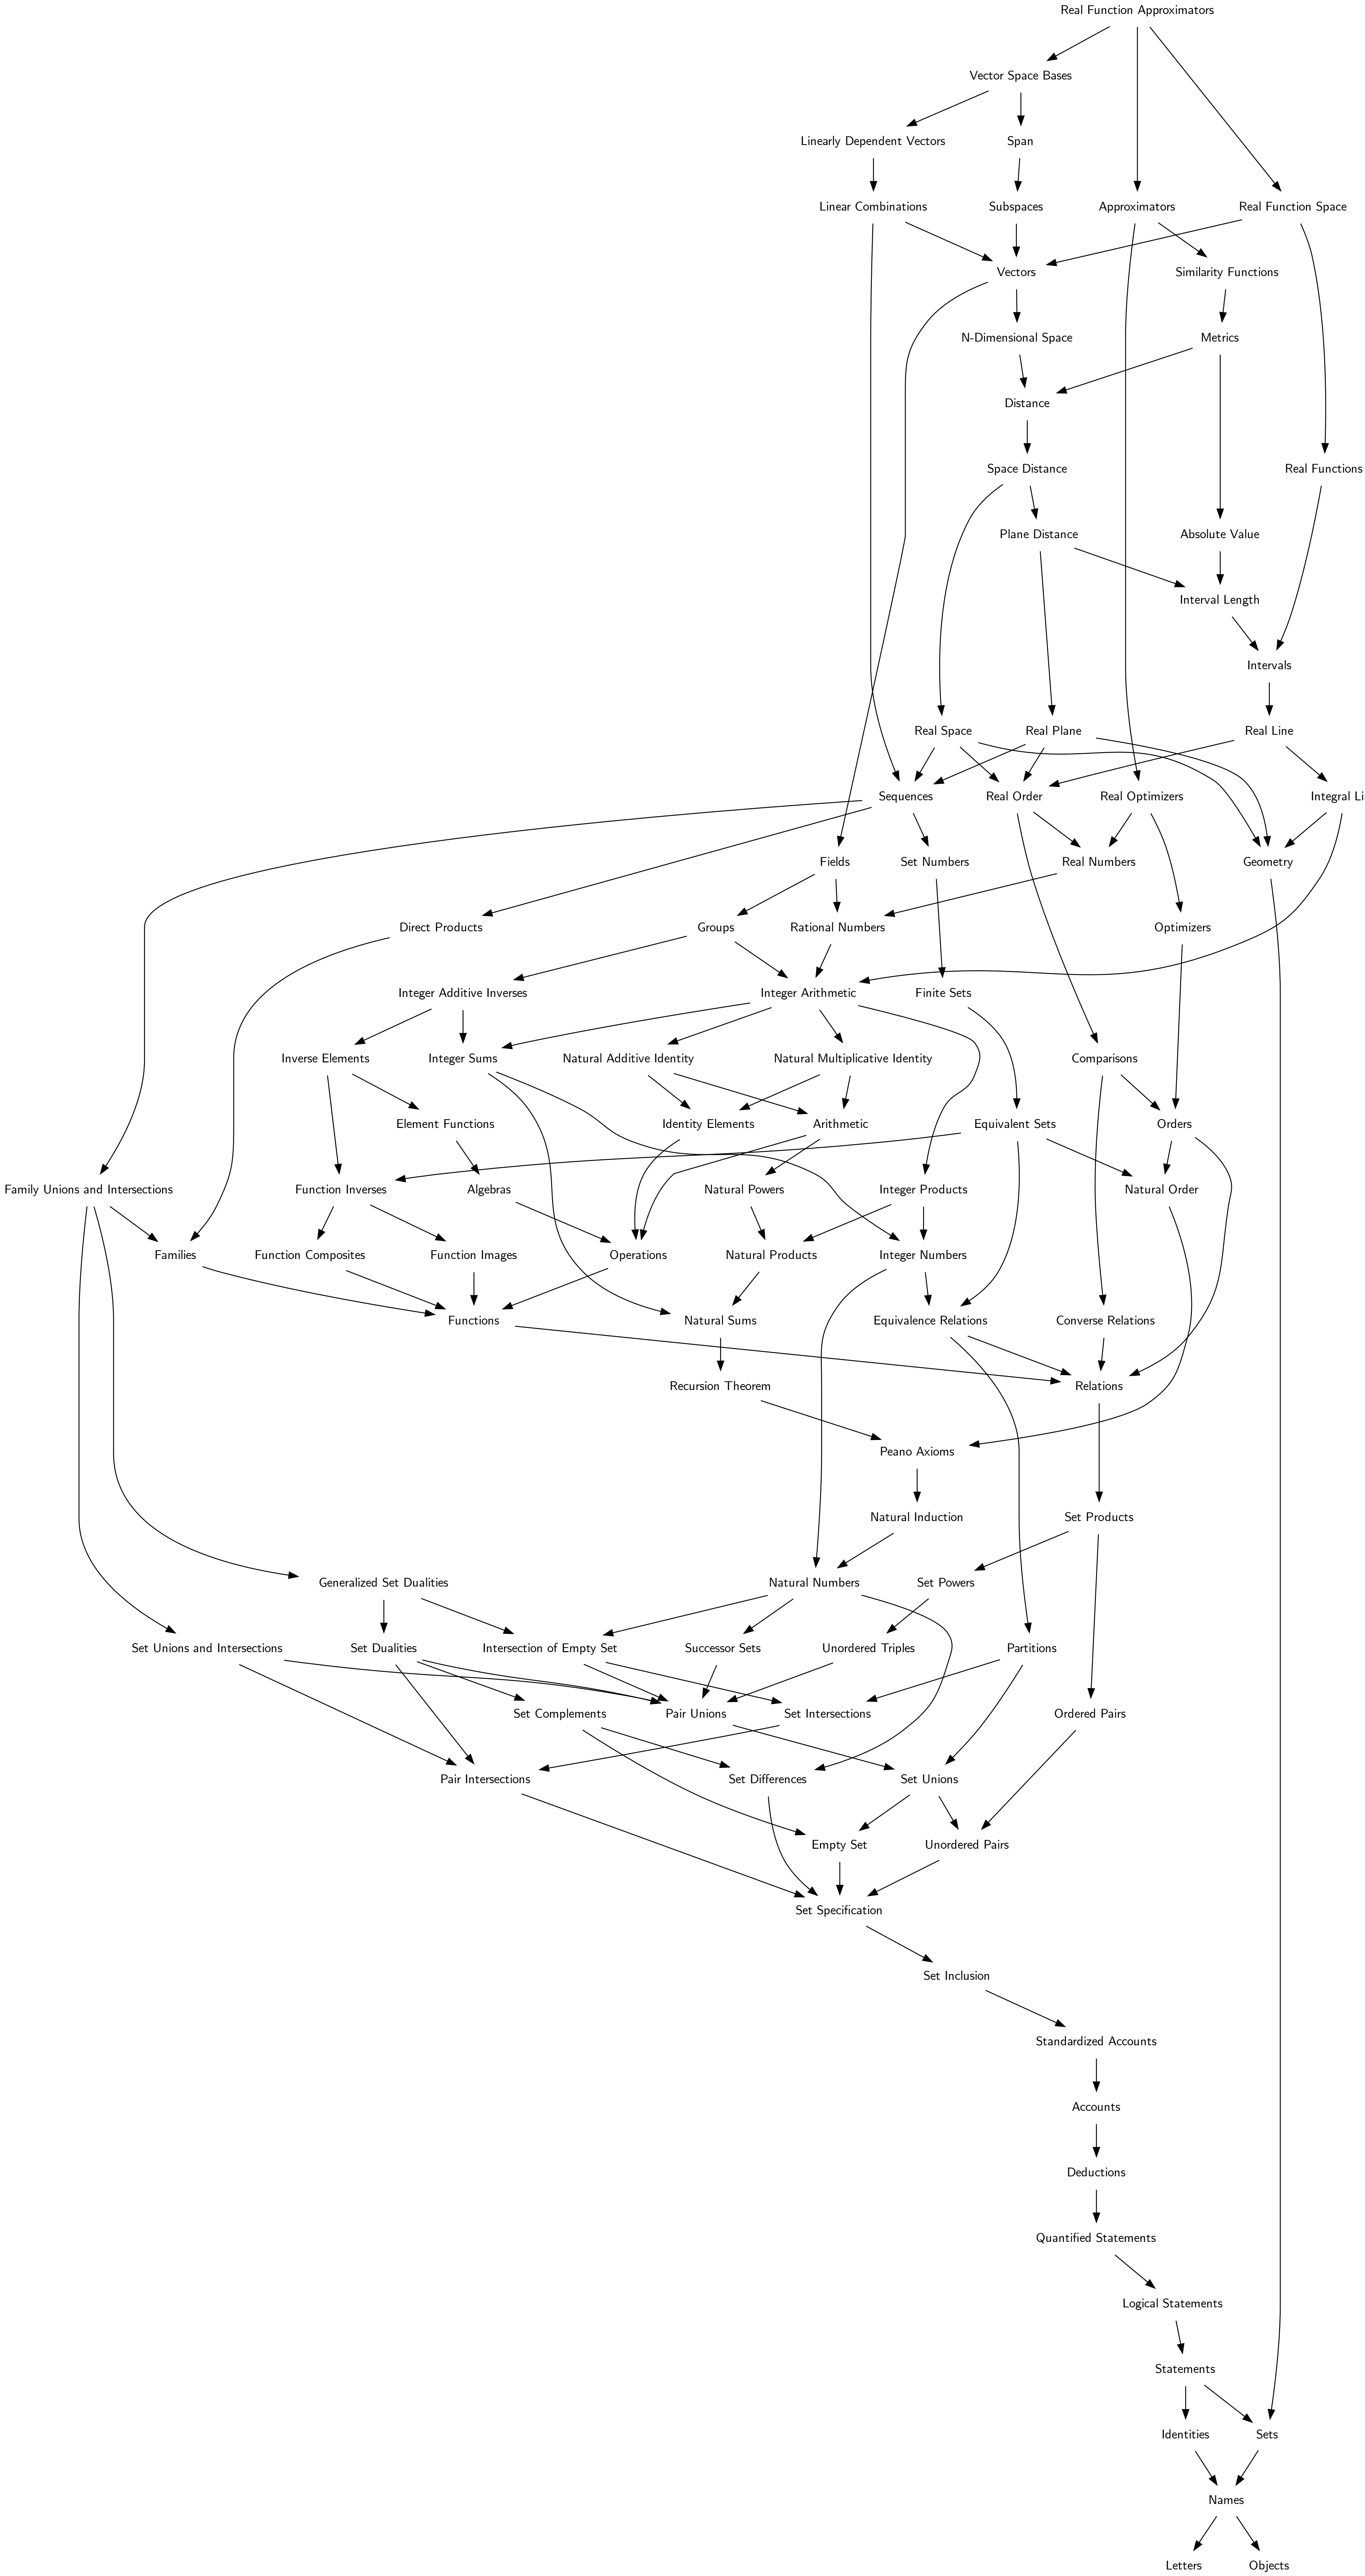 Real Function Approximators
Vector Space Bases
Linearly Dependent Vectors
Span
Linear Combinations
Subspaces
Approximators
Real Function Space
Vectors
Similarity Functions
N-Dimensional Space
Metrics
Distance
Space Distance
Real Functions
Plane Distance
Absolute Value
Interval Length
Intervals
Real Space
Real Plane
Real Line
Sequences
Real Order
Real Optimizers
Integral Li
Fields
Set Numbers
Real Numbers
Geometry
Direct Products
Groups
Rational Numbers
Optimizers
Integer Additive Inverses
Integer Arithmetic
Finite Sets
Inverse Elements
Integer Sums
Natural Additive Identity
Natural Multiplicative Identity
Comparisons
Element Functions
Identity Elements
Arithmetic
Equivalent Sets
Orders
Family Unions and Intersections
Function Inverses
Algebras
Natural Powers
Integer Products
Natural Order
Families
Function Composites
Function Images
Operations
Natural Products
Integer Numbers
Functions
Natural Sums
Equivalence Relations
Converse Relations
Recursion Theorem
Relations
Peano Axioms
Natural Induction
Set Products
Generalized Set Dualities
Natural Numbers
Set Powers
Set Unions and Intersections
Set Dualities
Intersection of Empty Set
Successor Sets
Unordered Triples
Partitions
Set Complements
Pair Unions
Set Intersections
Ordered Pairs
Pair Intersections
Set Differences
Set Unions
Empty Set
Unordered Pairs
Set Specification
Set Inclusion
Standardized Accounts
Accounts
Deductions
Quantified Statements
Logical Statements
Statements
Identities
Sets
Names
Letters
Objects